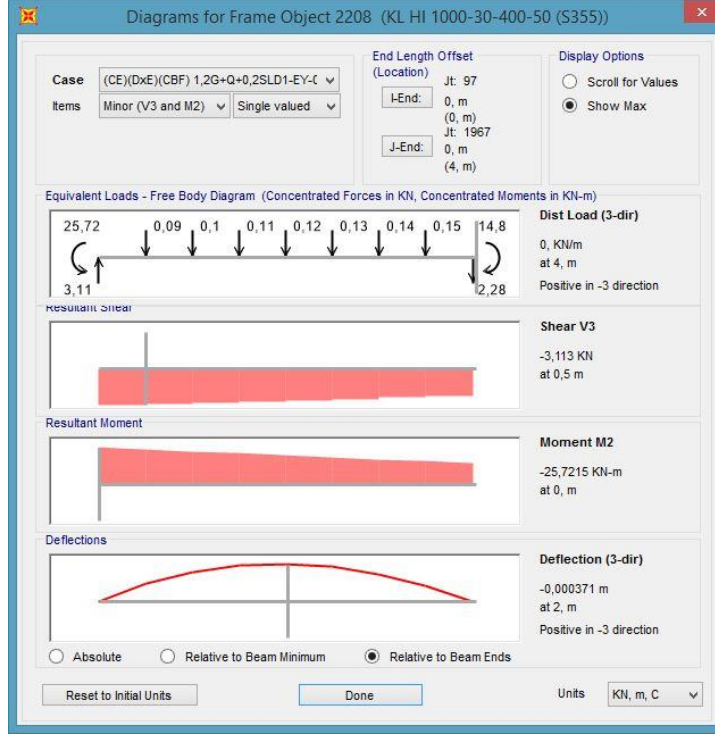 Diagrams for Frame Object 2208 (KL HI 1000-30-400-50 (S355))
Case
(CE)(DxE)(CBF) 1,2G+Q+0,2SLD1-EY-(
Items
Minor (V3 and M2)
Single valued
End Length Offset
(Location)
I-End:
Jt: 97
0, m
(0, m)
J-End:
Jt: 1967
0, m
(4, m)
Display Options
Scroll for Values
Show Max
Equivalent Loads - Free Body Diagram (Concentrated Forces in KN, Concentrated Moments in KN-m)
25,72 0,09 0,1 0,11 0,12 0,13 0,14 0,15 14,8
3,11 2,28
Dist Load (3-dir)
0, KN/m
at 4, m
Positive in -3 direction
Resultant Shear
Shear V3
-3,113 KN
at 0,5 m
Resultant Moment
Moment M2
-25,7215 KN-m
at 0, m
Deflections
Deflection (3-dir)
-0,000371 m
at 2, m
Positive in -3 direction
Absolute
Relative to Beam Minimum
Relative to Beam Ends
Reset to Initial Units
Done
Units
KN, m, C